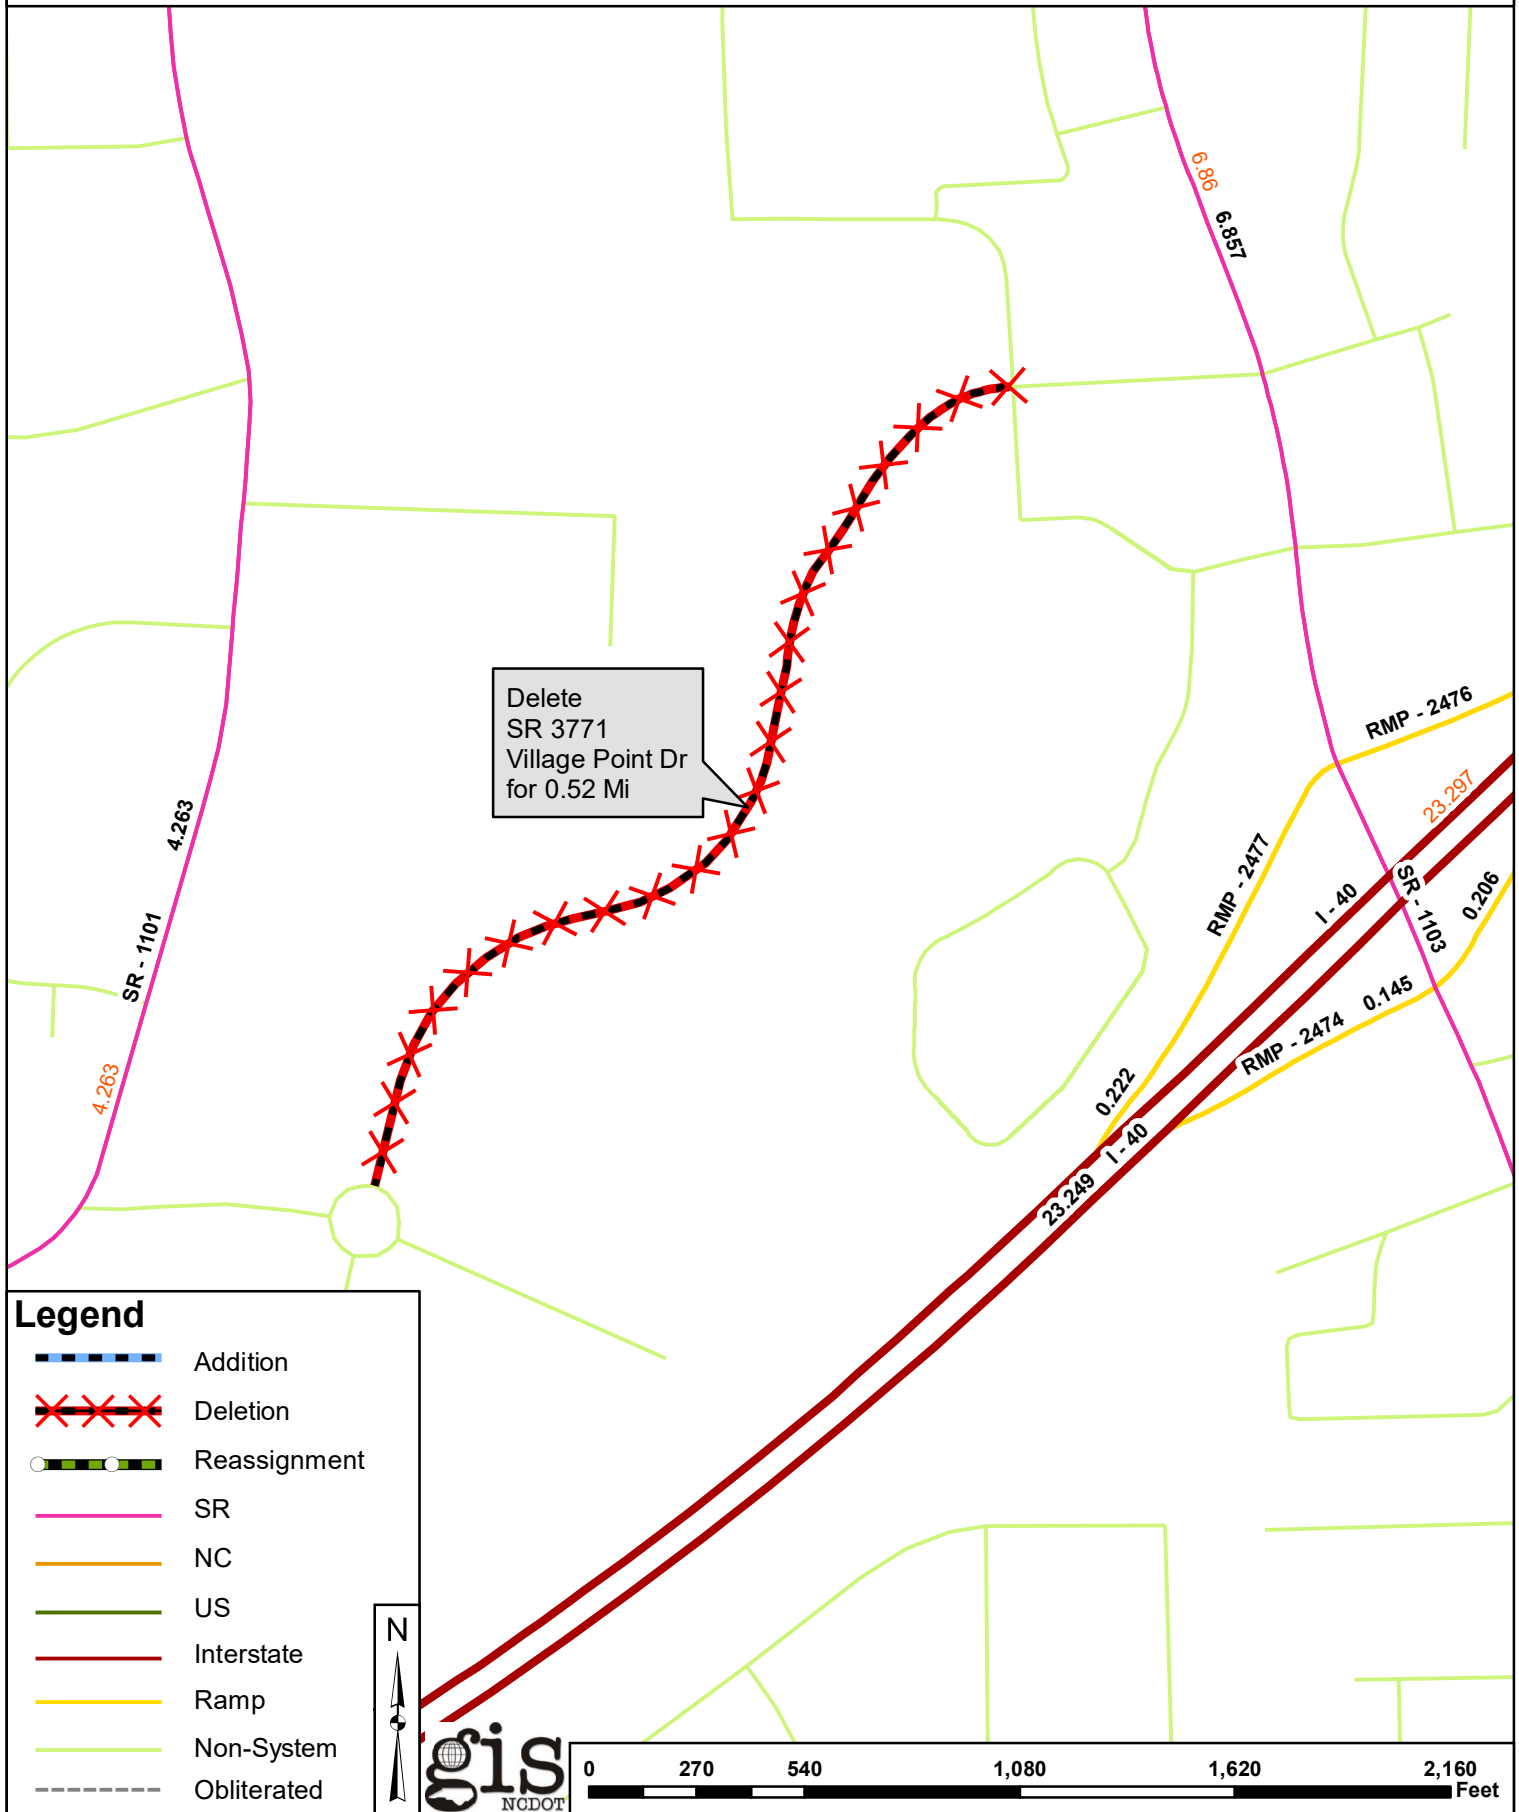 6.86
6.857
Delete
SR 3771
Village Point Dr
for 0.52 Mi
RMP - 2476
23.297
4.263
RMP - 2477
I - 40
SR - 1103
0.206
SR - 1101
0.145
RMP - 2474
4.263
0.222
I - 40
23.249
Legend
Addition
Deletion
Reassignment
SR
NC
US
Interstate
Ramp
Non-System
Obliterated
N
gis
NCDOT
0 270 540 1,080 1,620 2,160
Feet